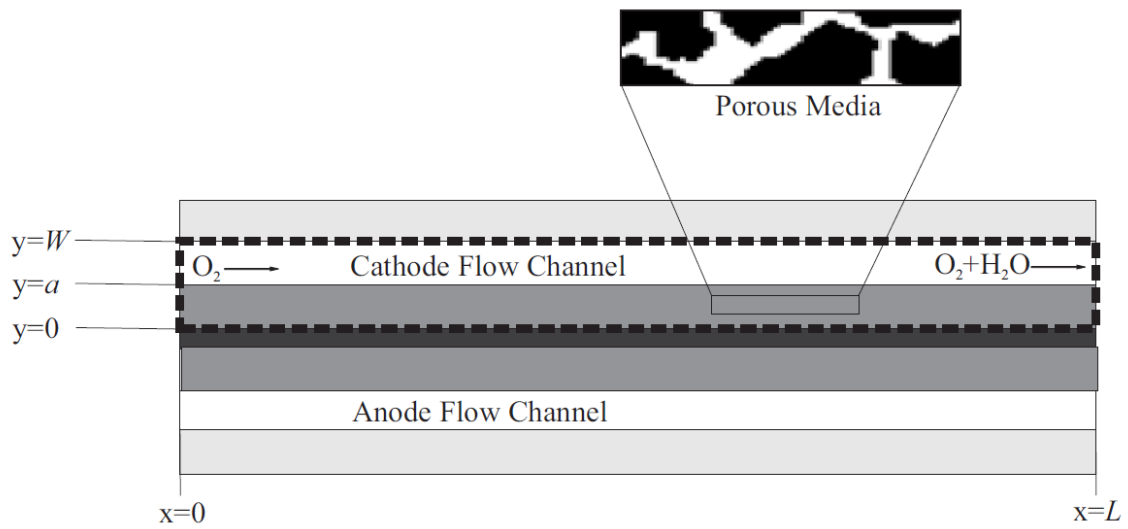 Porous Media
y=W
O₂
Cathode Flow Channel
O₂+H₂O
y=a
y=0
Anode Flow Channel
x=0
x=L